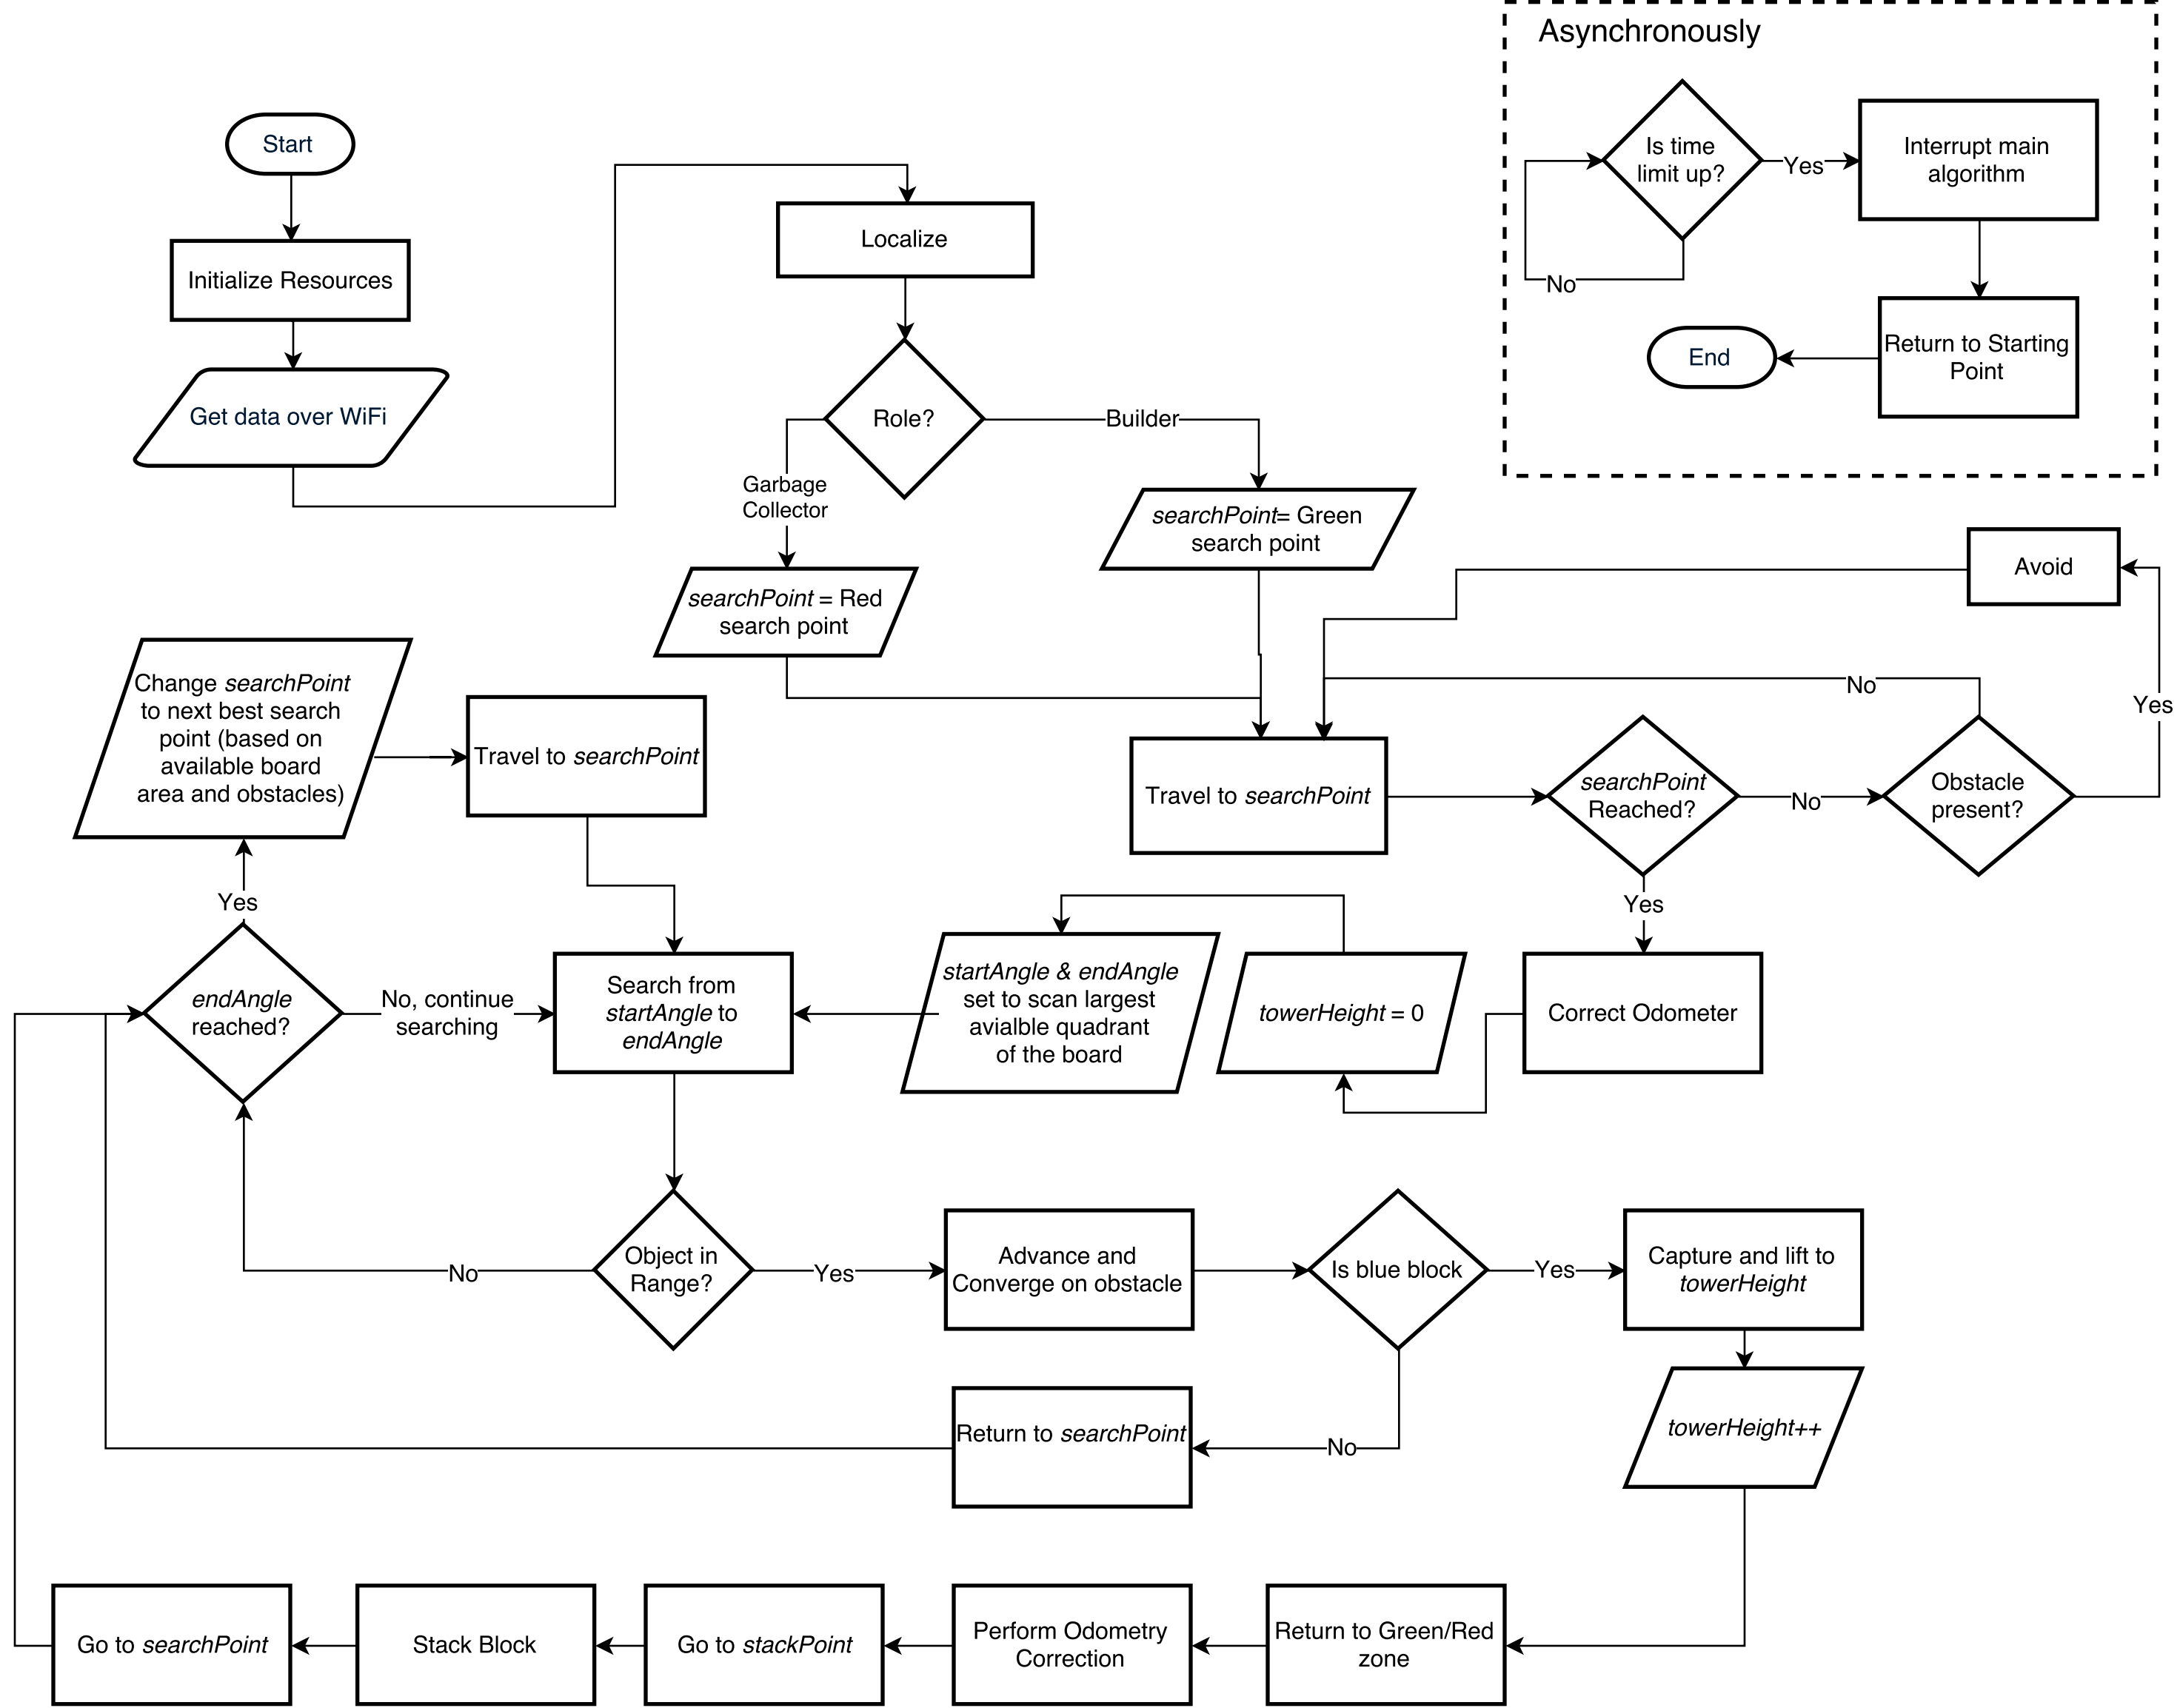 Asynchronously
Start
Is time
limit up?
Yes
Interrupt main
algorithm
No
Return to Starting
Point
End
Initialize Resources
Get data over WiFi
Localize
Role?
Garbage
Collector
Builder
searchPoint= Green
search point
searchPoint = Red
search point
Avoid
Yes
No
Change searchPoint
to next best search
point (based on
available board
area and obstacles)
Travel to searchPoint
Travel to searchPoint
searchPoint
Reached?
No
Obstacle
present?
Yes
Yes
endAngle
reached?
No, continue
searching
Search from
startAngle to
endAngle
startAngle & endAngle
set to scan largest
avialble quadrant
of the board
towerHeight = 0
Correct Odometer
No
Object in
Range?
Yes
Advance and
Converge on obstacle
Is blue block
Yes
Capture and lift to
towerHeight
Return to searchPoint
No
towerHeight++
Go to searchPoint
Stack Block
Go to stackPoint
Perform Odometry
Correction
Return to Green/Red
zone